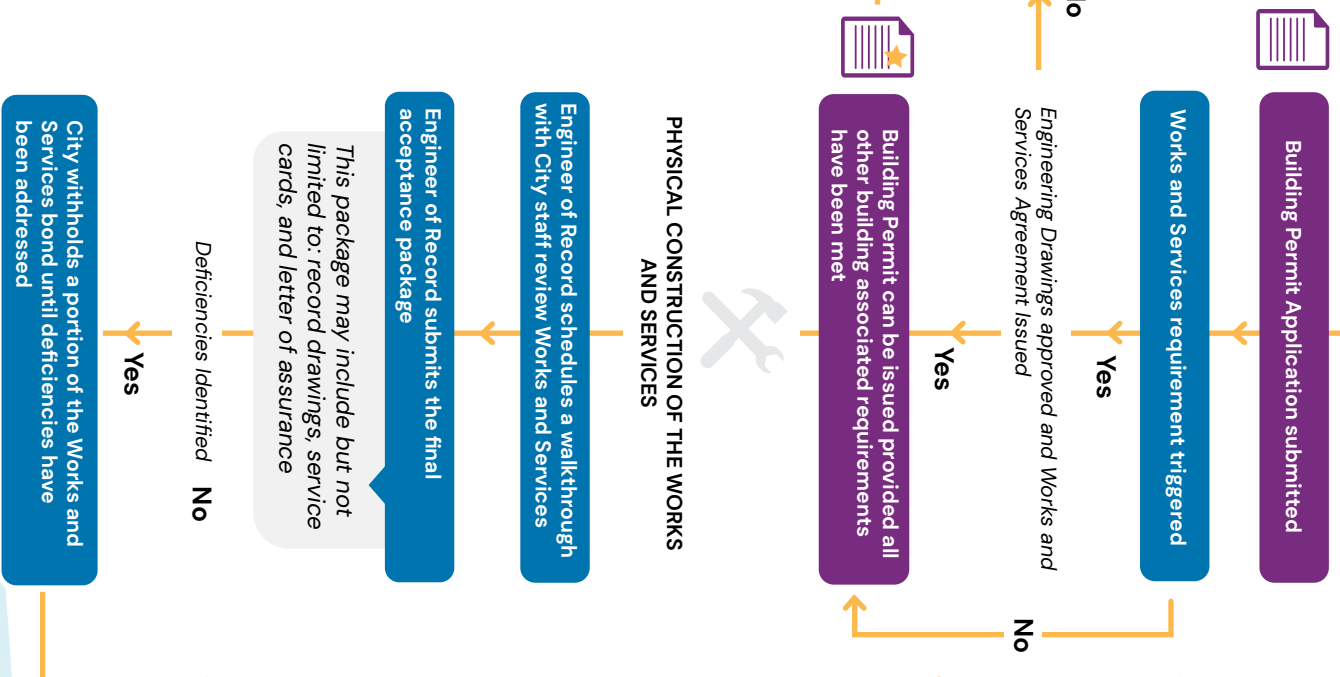 Building Permit Application submitted
Works and Services requirement triggered
Yes
No
Engineering Drawings approved and Works and
Services Agreement Issued
Yes
Building Permit can be issued provided all
other building associated requirements
have been met
PHYSICAL CONSTRUCTION OF THE WORKS
AND SERVICES
Engineer of Record schedules a walkthrough
with City staff review Works and Services
Engineer of Record submits the final
acceptance package
This package may include but not
limited to: record drawings, service
cards, and letter of assurance
Deficiencies Identified No
Yes
City withholds a portion of the Works and
Services bond until deficiencies have
been addressed